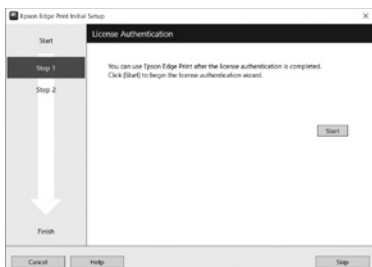 Epson Edge Print Initial Setup
Start
Step 1
Step 2
Finish
License Authentication
You can use Epson Edge Print after the license authentication is completed.
Click [Start] to begin the license authentication wizard.
Start
Cancel
Help
Skip